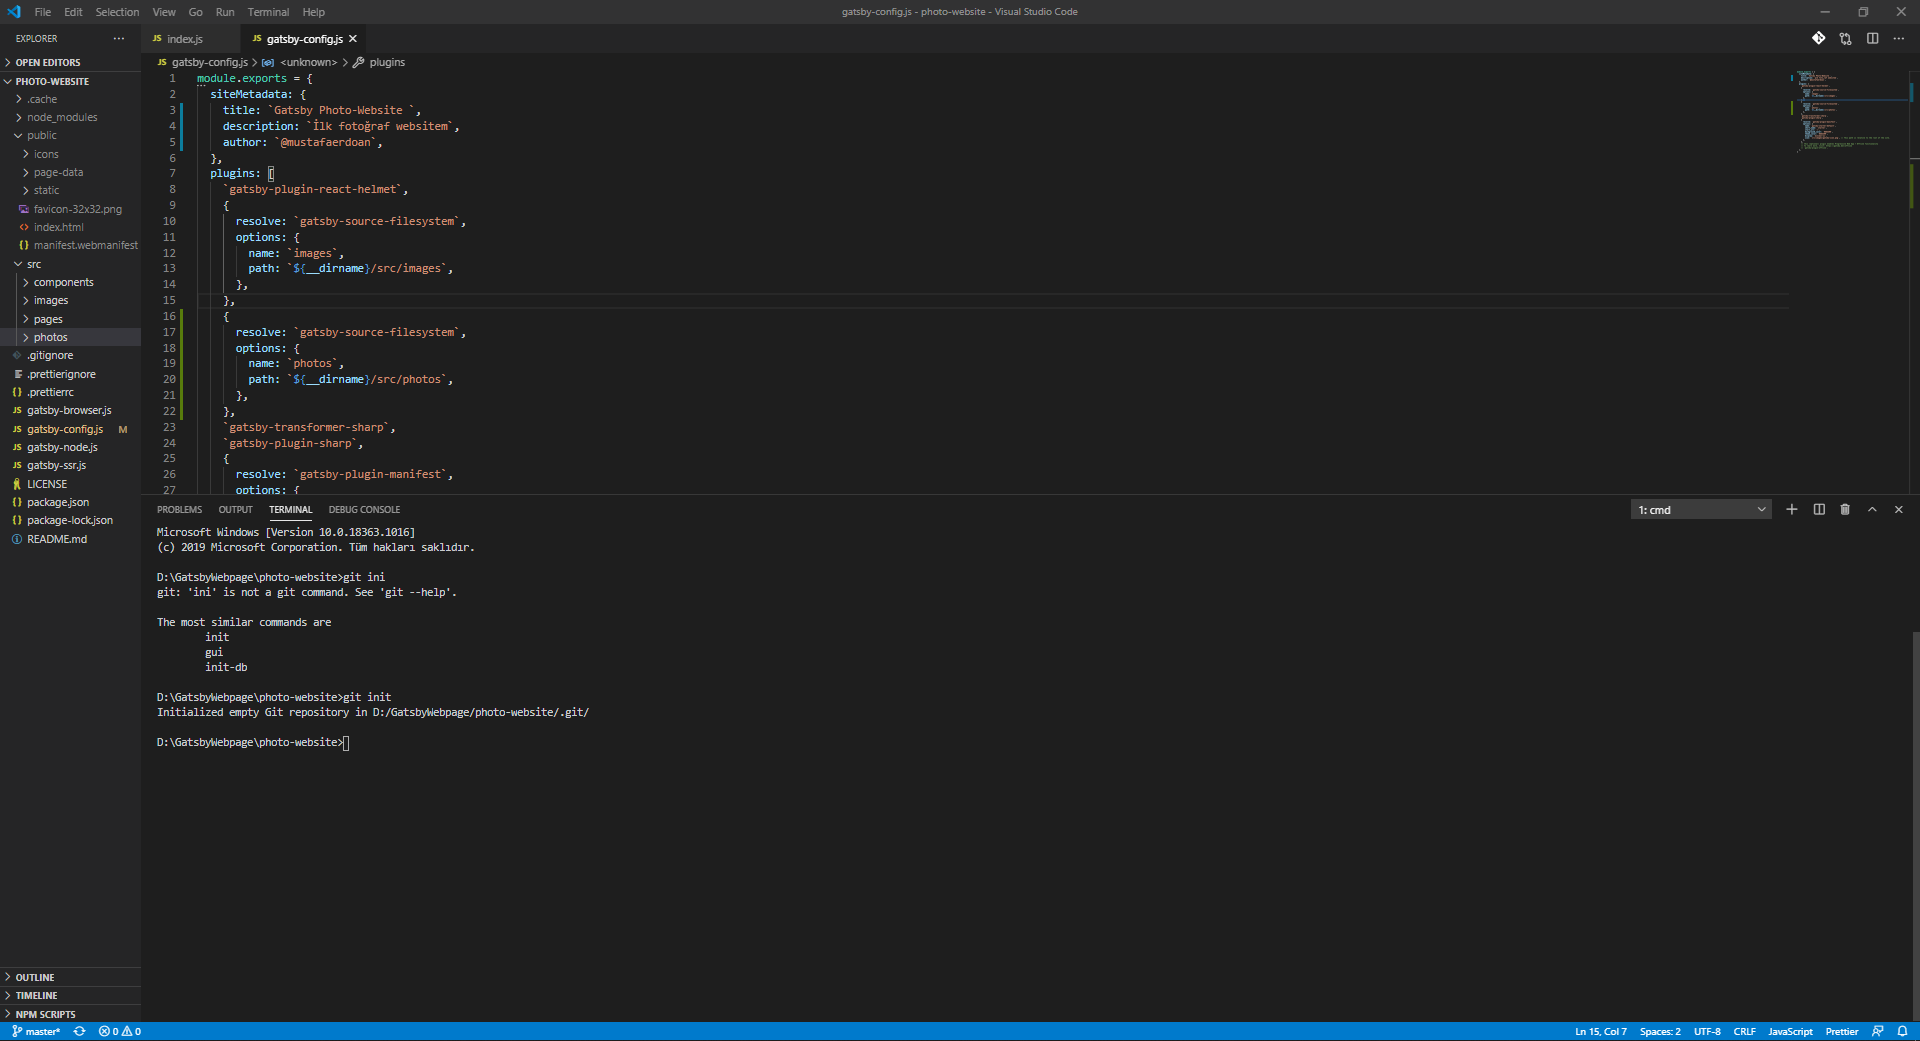 File Edit Selection View Go Run Terminal Help
gatsby-config.js - photo-website - Visual Studio Code
EXPLORER
OPEN EDITORS
PHOTO-WEBSITE
.cache
node_modules
public
icons
page-data
static
favicon-32x32.png
index.html
manifest.webmanifest
src
components
images
pages
photos
.gitignore
.prettierignore
.prettierrc
gatsby-browser.js
gatsby-config.js M
gatsby-node.js
gatsby-ssr.js
LICENSE
package.json
package-lock.json
README.md
OUTLINE
TIMELINE
NPM SCRIPTS
JS index.js
JS gatsby-config.js
JS gatsby-config.js > <unknown> > plugins
1 module.exports = {
2 siteMetadata: {
3 title: `Gatsby Photo-Website `,
4 description: `İlk fotoğraf websitem`,
5 author: `@mustafaerdoan`,
6 },
7 plugins: [
8 `gatsby-plugin-react-helmet`,
9 {
10 resolve: `gatsby-source-filesystem`,
11 options: {
12 name: `images`,
13 path: `${__dirname}/src/images`,
14 },
15 },
16 {
17 resolve: `gatsby-source-filesystem`,
18 options: {
19 name: `photos`,
20 path: `${__dirname}/src/photos`,
21 },
22 },
23 `gatsby-transformer-sharp`,
24 `gatsby-plugin-sharp`,
25 {
26 resolve: `gatsby-plugin-manifest`,
27 options: {
PROBLEMS OUTPUT TERMINAL DEBUG CONSOLE
1: cmd
Microsoft Windows [Version 10.0.18363.1016]
(c) 2019 Microsoft Corporation. Tüm hakları saklıdır.
D:\GatsbyWebpage\photo-website>git ini
git: 'ini' is not a git command. See 'git --help'.
The most similar commands are
init
gui
init-db
D:\GatsbyWebpage\photo-website>git init
Initialized empty Git repository in D:/GatsbyWebpage/photo-website/.git/
D:\GatsbyWebpage\photo-website>
master* 0 0
Ln 15, Col 7 Spaces: 2 UTF-8 CRLF JavaScript Prettier